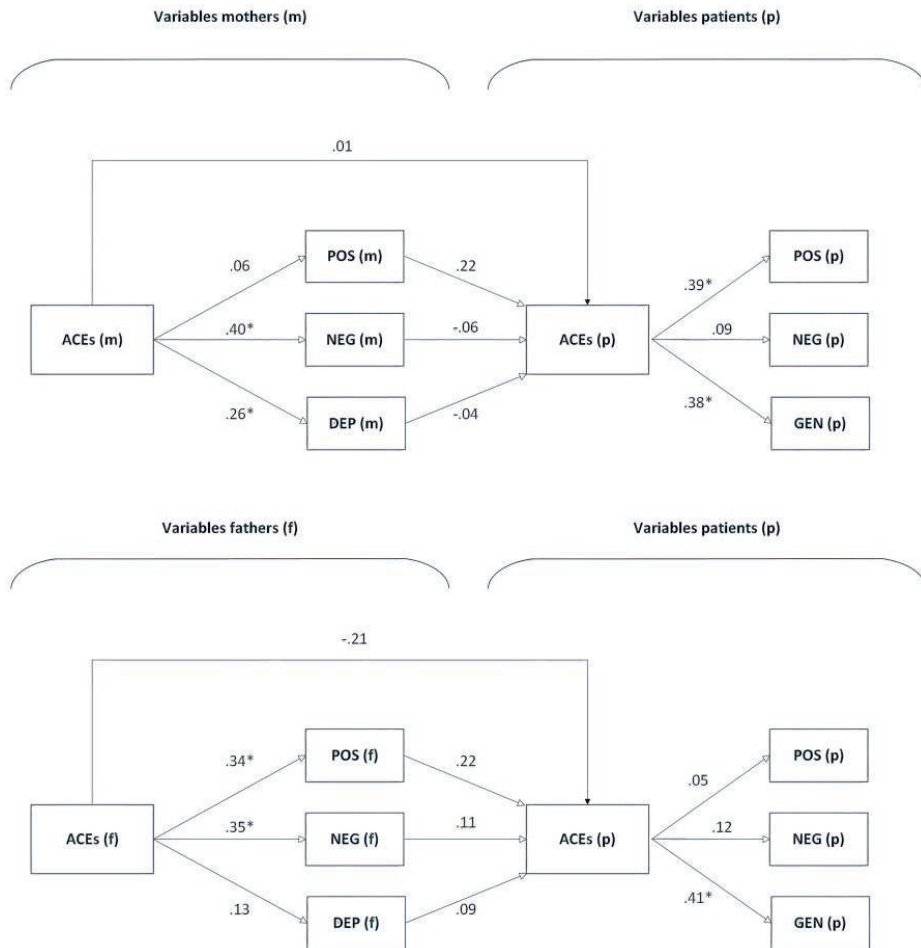 Variables mothers (m) Variables patients (p)
.01
POS (m) POS (p)
.06 .22 .39*
ACEs (m) .40* NEG (m) -.06 ACEs (p) .09 NEG (p)
.26* -.04 .38*
DEP (m) GEN (p)
Variables fathers (f) Variables patients (p)
-.21
POS (f) POS (p)
.34* .22 .05
ACEs (f) .35* NEG (f) .11 ACEs (p) .12 NEG (p)
.13 .09 .41*
DEP (f) GEN (p)